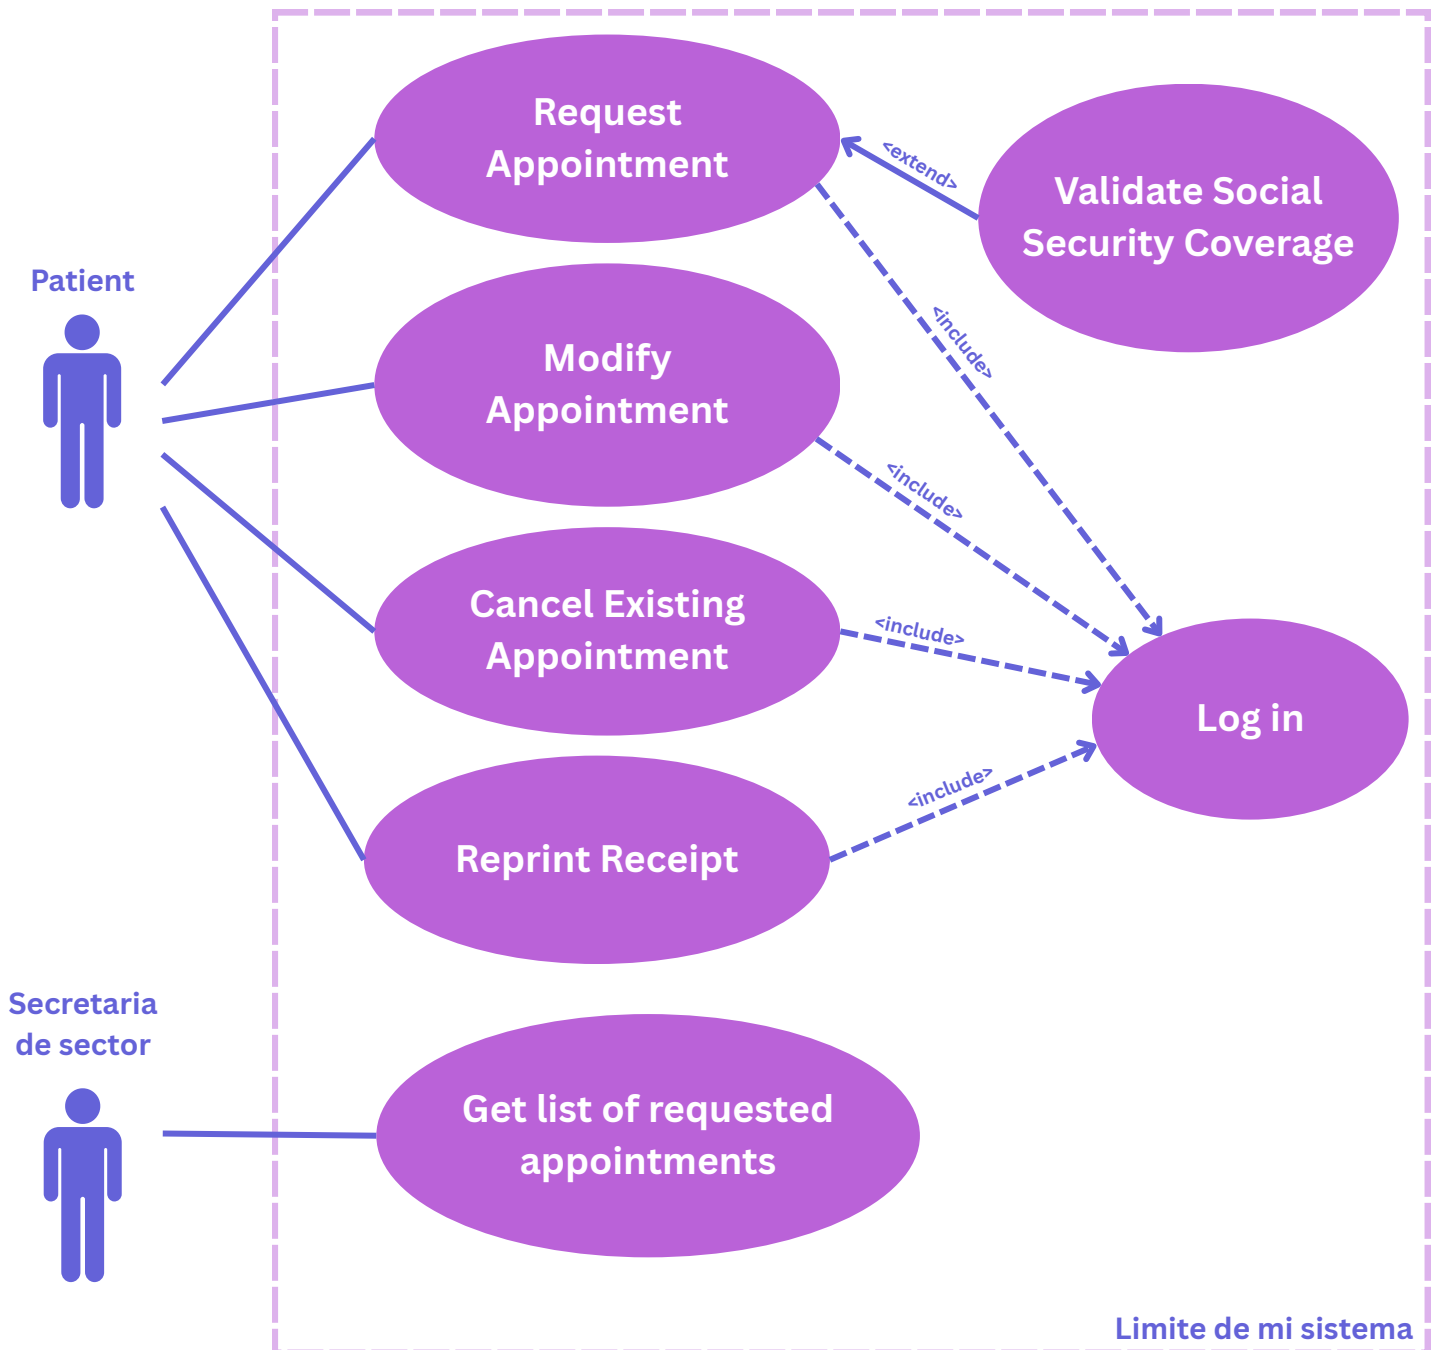 Request
Appointment
<extend>
Validate Social
Security Coverage
Patient
<include>
Modify
Appointment
<include>
Cancel Existing
Appointment
<include>
Log in
<include>
Reprint Receipt
Secretaria
de sector
Get list of requested
appointments
Limite de mi sistema